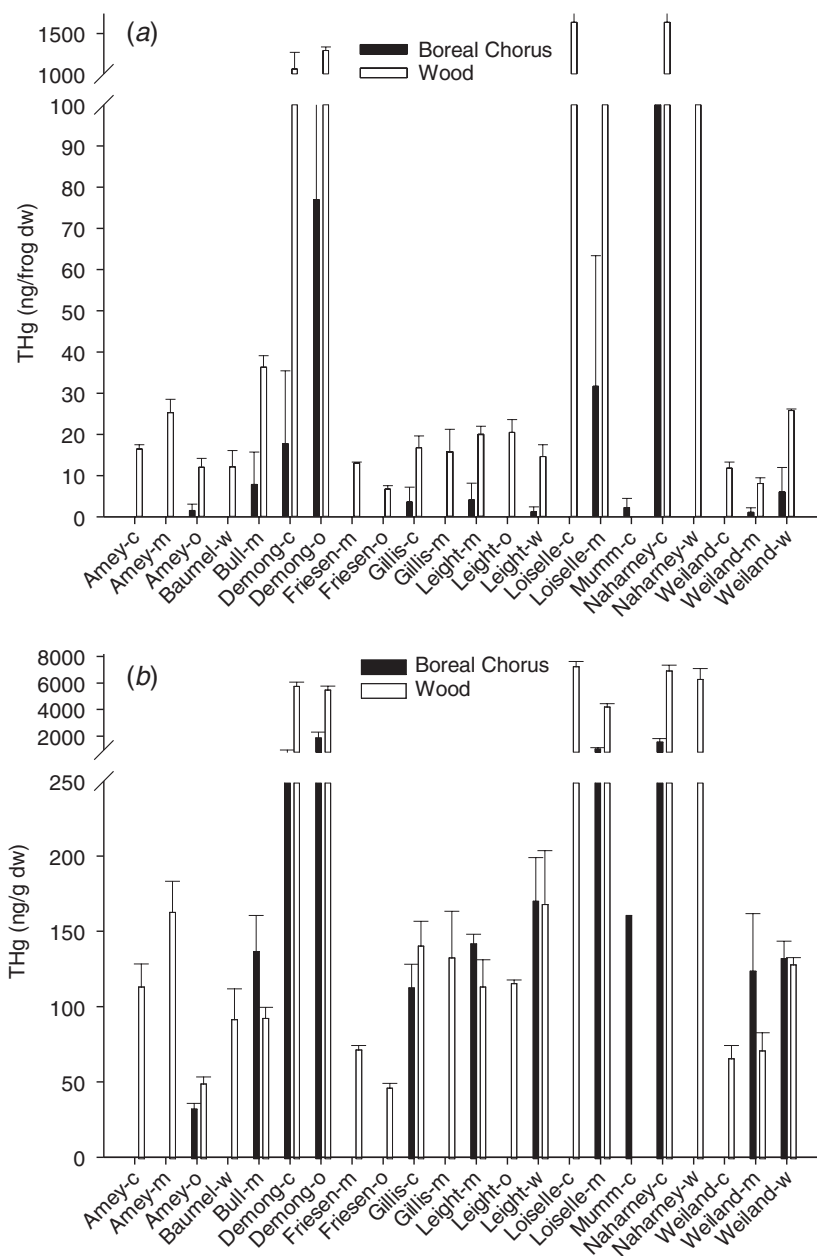 (a)
Boreal Chorus
Wood
1500
1000
100
90
80
70
60
50
40
30
20
10
0
THg (ng/frog dw)
Amey-c
Amey-m
Amey-o
Baumel-w
Bull-m
Demong-c
Demong-o
Friesen-m
Friesen-o
Gillis-c
Gillis-m
Leight-m
Leight-o
Leight-w
Loiselle-c
Loiselle-m
Mumm-c
Naharney-c
Naharney-w
Weiland-c
Weiland-m
Weiland-w
(b)
Boreal Chorus
Wood
8000
6000
4000
2000
250
200
150
100
50
0
THg (ng/g dw)
Amey-c
Amey-m
Amey-o
Baumel-w
Bull-m
Demong-c
Demong-o
Friesen-m
Friesen-o
Gillis-c
Gillis-m
Leight-m
Leight-o
Leight-w
Loiselle-c
Loiselle-m
Mumm-c
Naharney-c
Naharney-w
Weiland-c
Weiland-m
Weiland-w